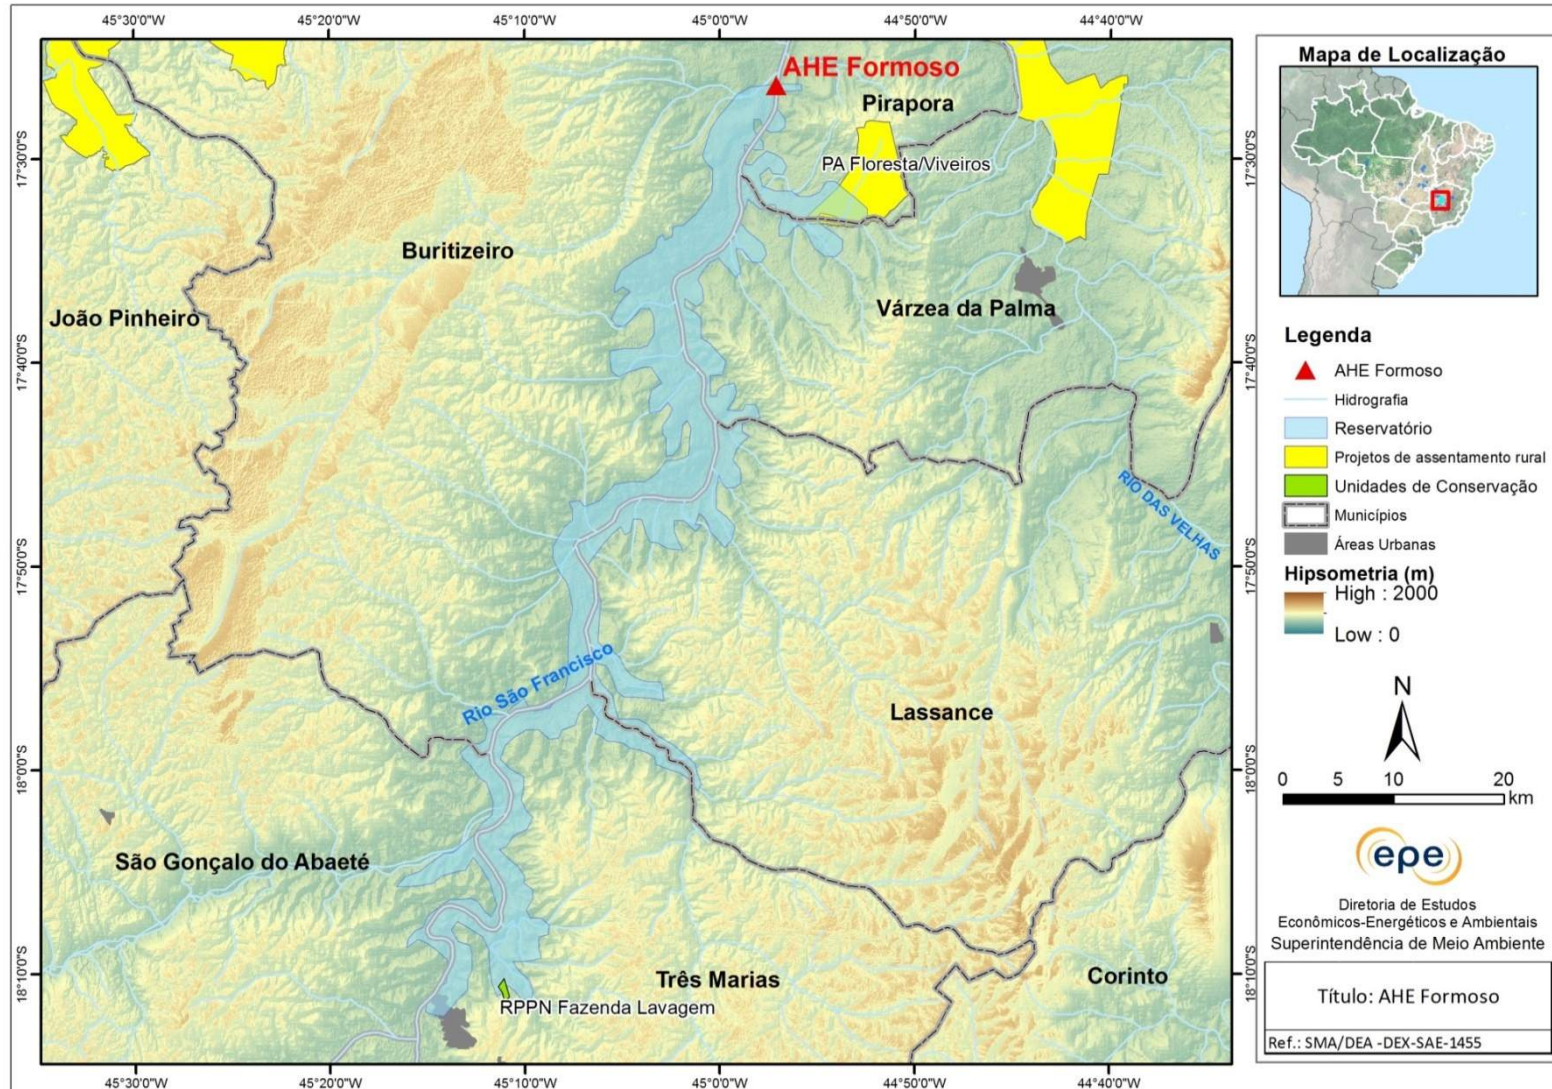 45°30'0"W
45°20'0"W
45°10'0"W
45°0'0"W
44°50'0"W
44°40'0"W
AHE Formoso
Pirapora
PA Floresta/Viveiros
17°30'0"S
17°30'0"S
Buritizeiro
João Pinheiro
Várzea da Palma
17°40'0"S
17°40'0"S
RIO DAS VELHAS
17°50'0"S
17°50'0"S
Rio São Francisco
Lassance
18°0'0"S
18°0'0"S
São Gonçalo do Abaeté
18°10'0"S
18°10'0"S
Três Marias
Corinto
RPPN Fazenda Lavagem
45°30'0"W
45°20'0"W
45°10'0"W
45°0'0"W
44°50'0"W
44°40'0"W
Mapa de Localização
Legenda
AHE Formoso
Hidrografia
Reservatório
Projetos de assentamento rural
Unidades de Conservação
Municípios
Áreas Urbanas
Hipsometria (m)
High : 2000
Low : 0
N
0 5 10 20
km
epe
Diretoria de Estudos
Econômicos-Energéticos e Ambientais
Superintendência de Meio Ambiente
Título: AHE Formoso
Ref.: SMA/DEA -DEX-SAE-1455